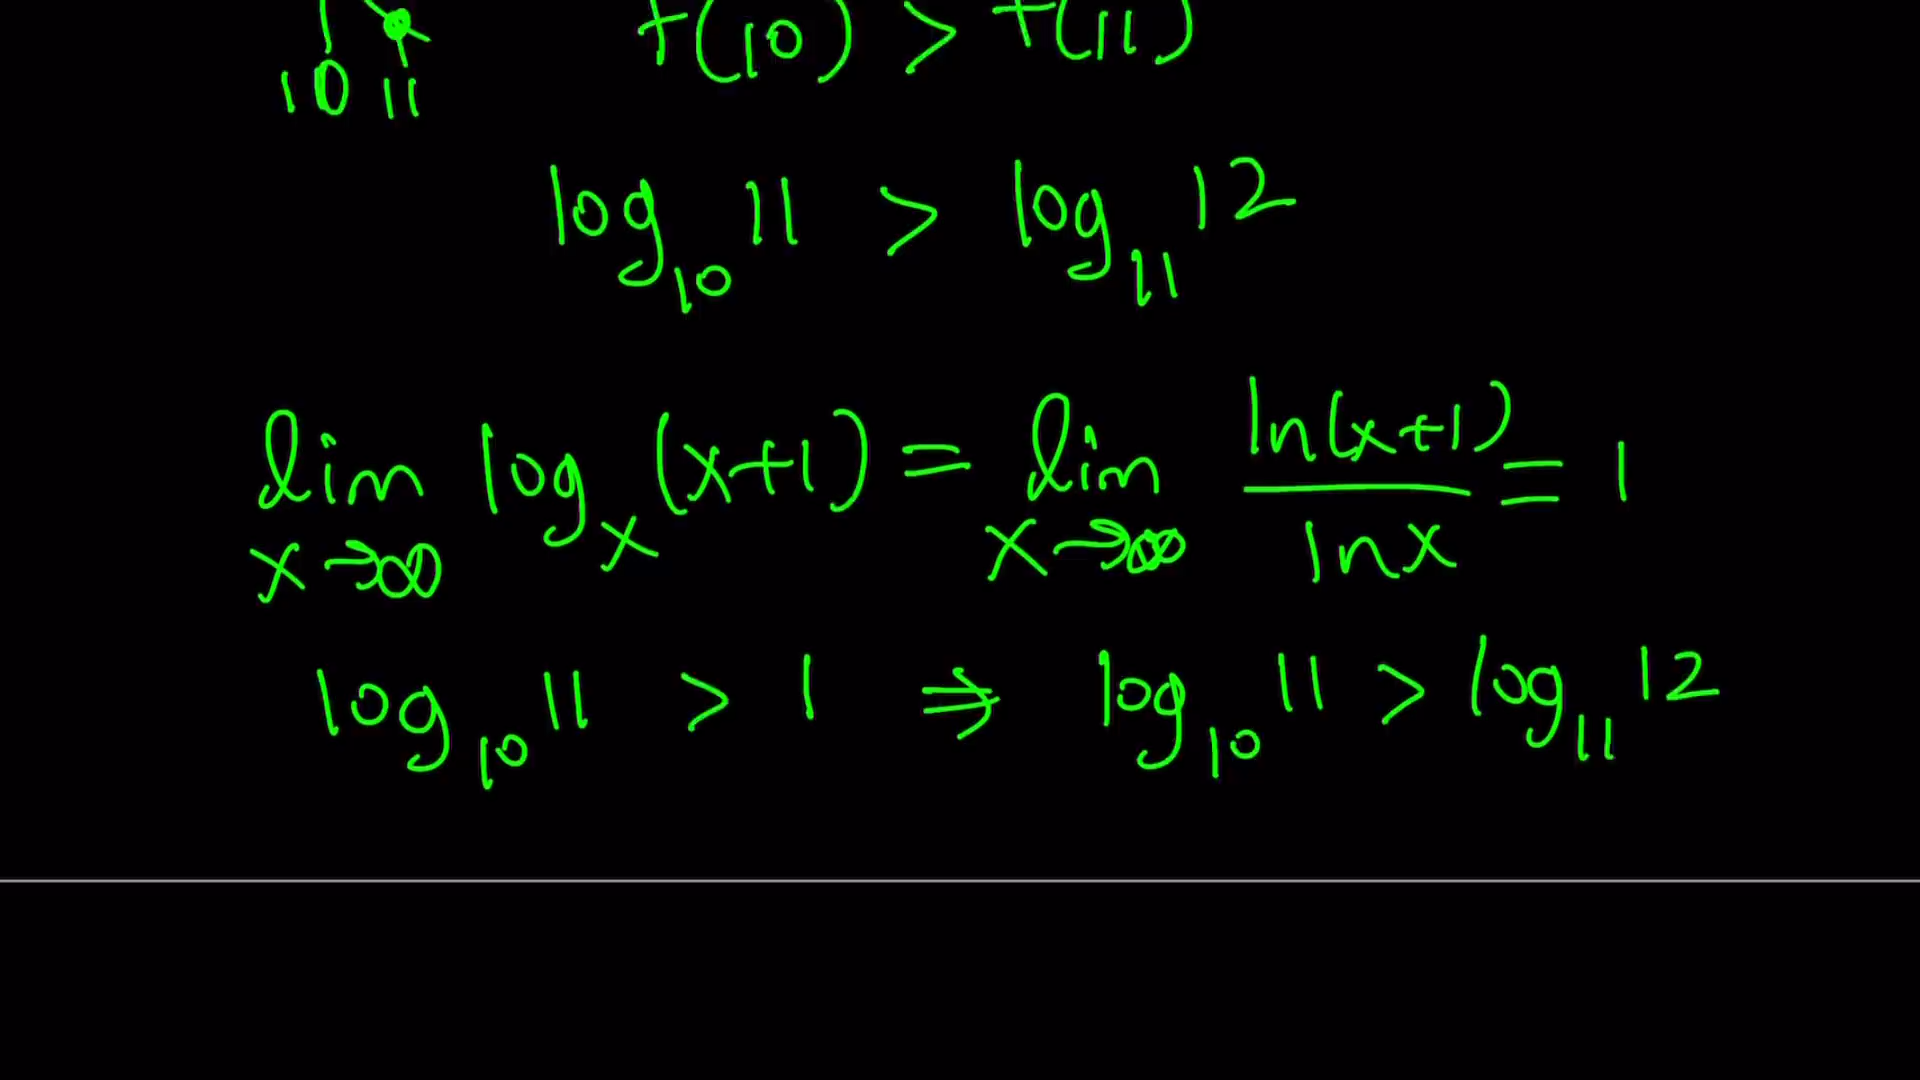 10 11 f(10) > f(11)
log₁₀ 11 > log₁₁ 12
lim x→∞ logₓ (x+1) = lim x→∞ ln(x+1)/ln x = 1
log₁₀ 11 > 1 ⇒ log₁₀ 11 > log₁₁ 12